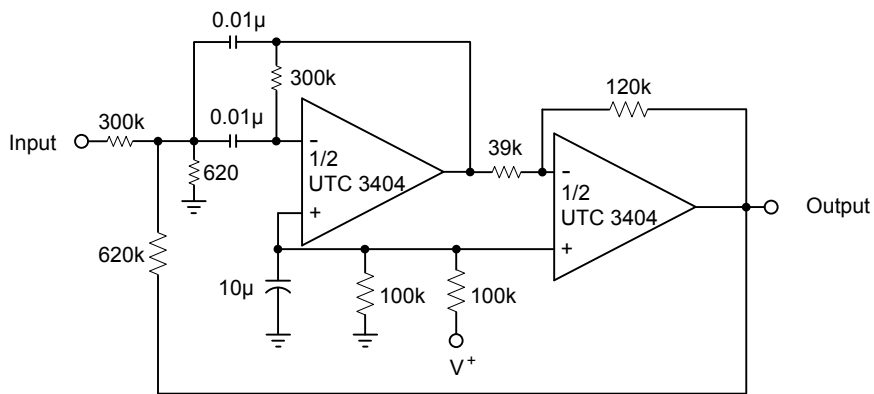 0.01µ
300k
120k
300k
0.01µ
Input
-
39k
-
620
1/2
UTC 3404
1/2
UTC 3404
Output
+
+
620k
10µ
100k
100k
V+